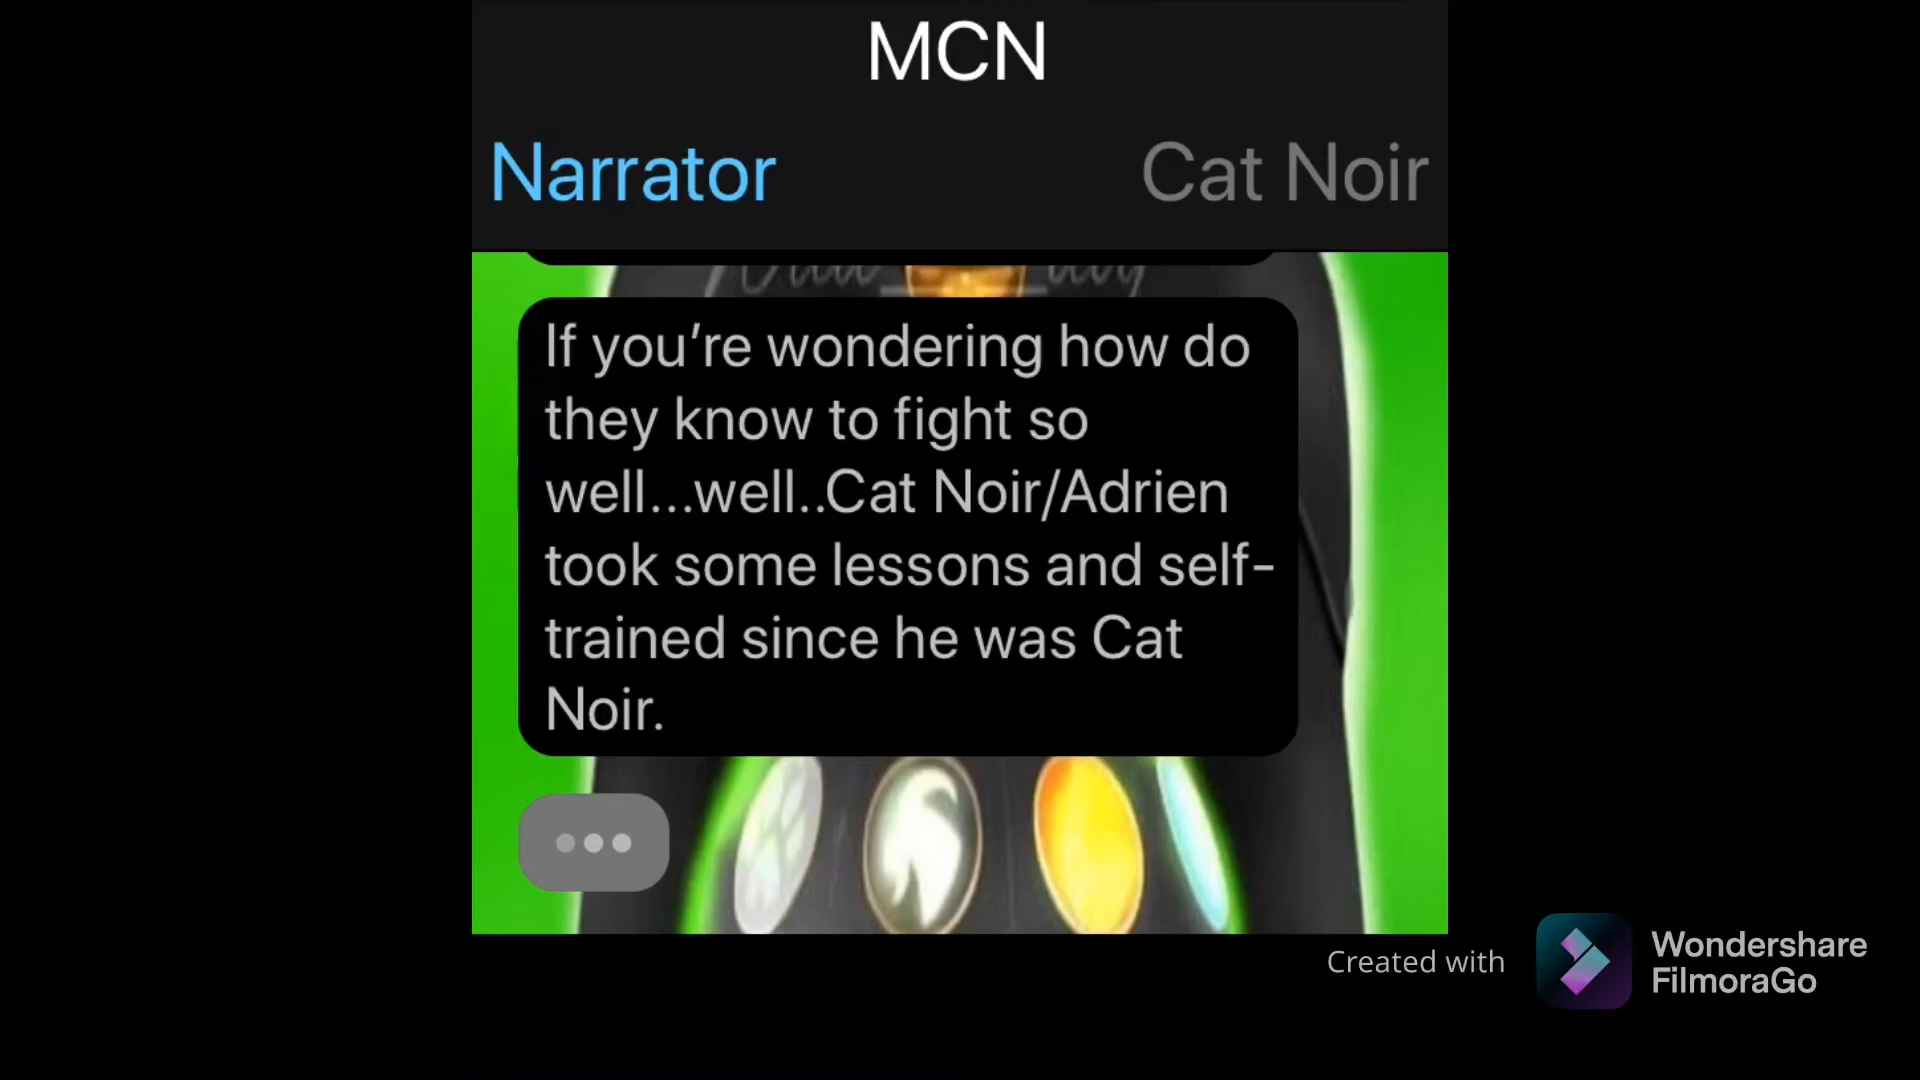 MCN
Narrator
Cat Noir
If you’re wondering how do
they know to fight so
well...well..Cat Noir/Adrien
took some lessons and self-
trained since he was Cat
Noir.
Created with
Wondershare
FilmoraGo